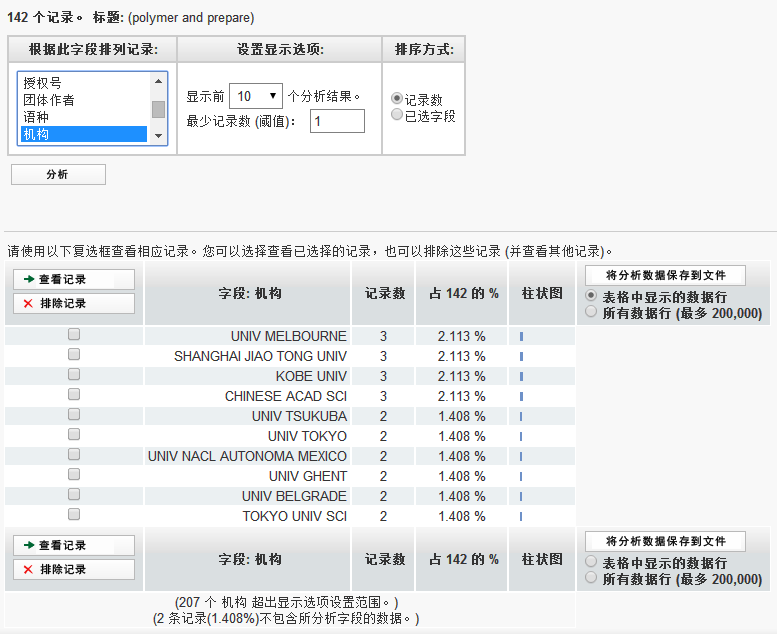 142 个记录。 标题: (polymer and prepare)
根据此字段排列记录: 设置显示选项: 排序方式:
授权号
团体作者
语种
机构
显示前 10 个分析结果。
最少记录数 (阈值): 1
记录数
已选字段
分析
请使用以下复选框查看相应记录。您可以选择查看已选择的记录，也可以排除这些记录 (并查看其他记录)。
查看记录
排除记录
字段: 机构 记录数 占 142 的 % 柱状图
将分析数据保存到文件
表格中显示的数据行
所有数据行 (最多 200,000)
UNIV MELBOURNE 3 2.113 %
SHANGHAI JIAO TONG UNIV 3 2.113 %
KOBE UNIV 3 2.113 %
CHINESE ACAD SCI 3 2.113 %
UNIV TSUKUBA 2 1.408 %
UNIV TOKYO 2 1.408 %
UNIV NACL AUTONOMA MEXICO 2 1.408 %
UNIV GHENT 2 1.408 %
UNIV BELGRADE 2 1.408 %
TOKYO UNIV SCI 2 1.408 %
查看记录
排除记录
字段: 机构 记录数 占 142 的 % 柱状图
将分析数据保存到文件
表格中显示的数据行
所有数据行 (最多 200,000)
(207 个 机构 超出显示选项设置范围。)
(2 条记录(1.408%)不包含所分析字段的数据。)